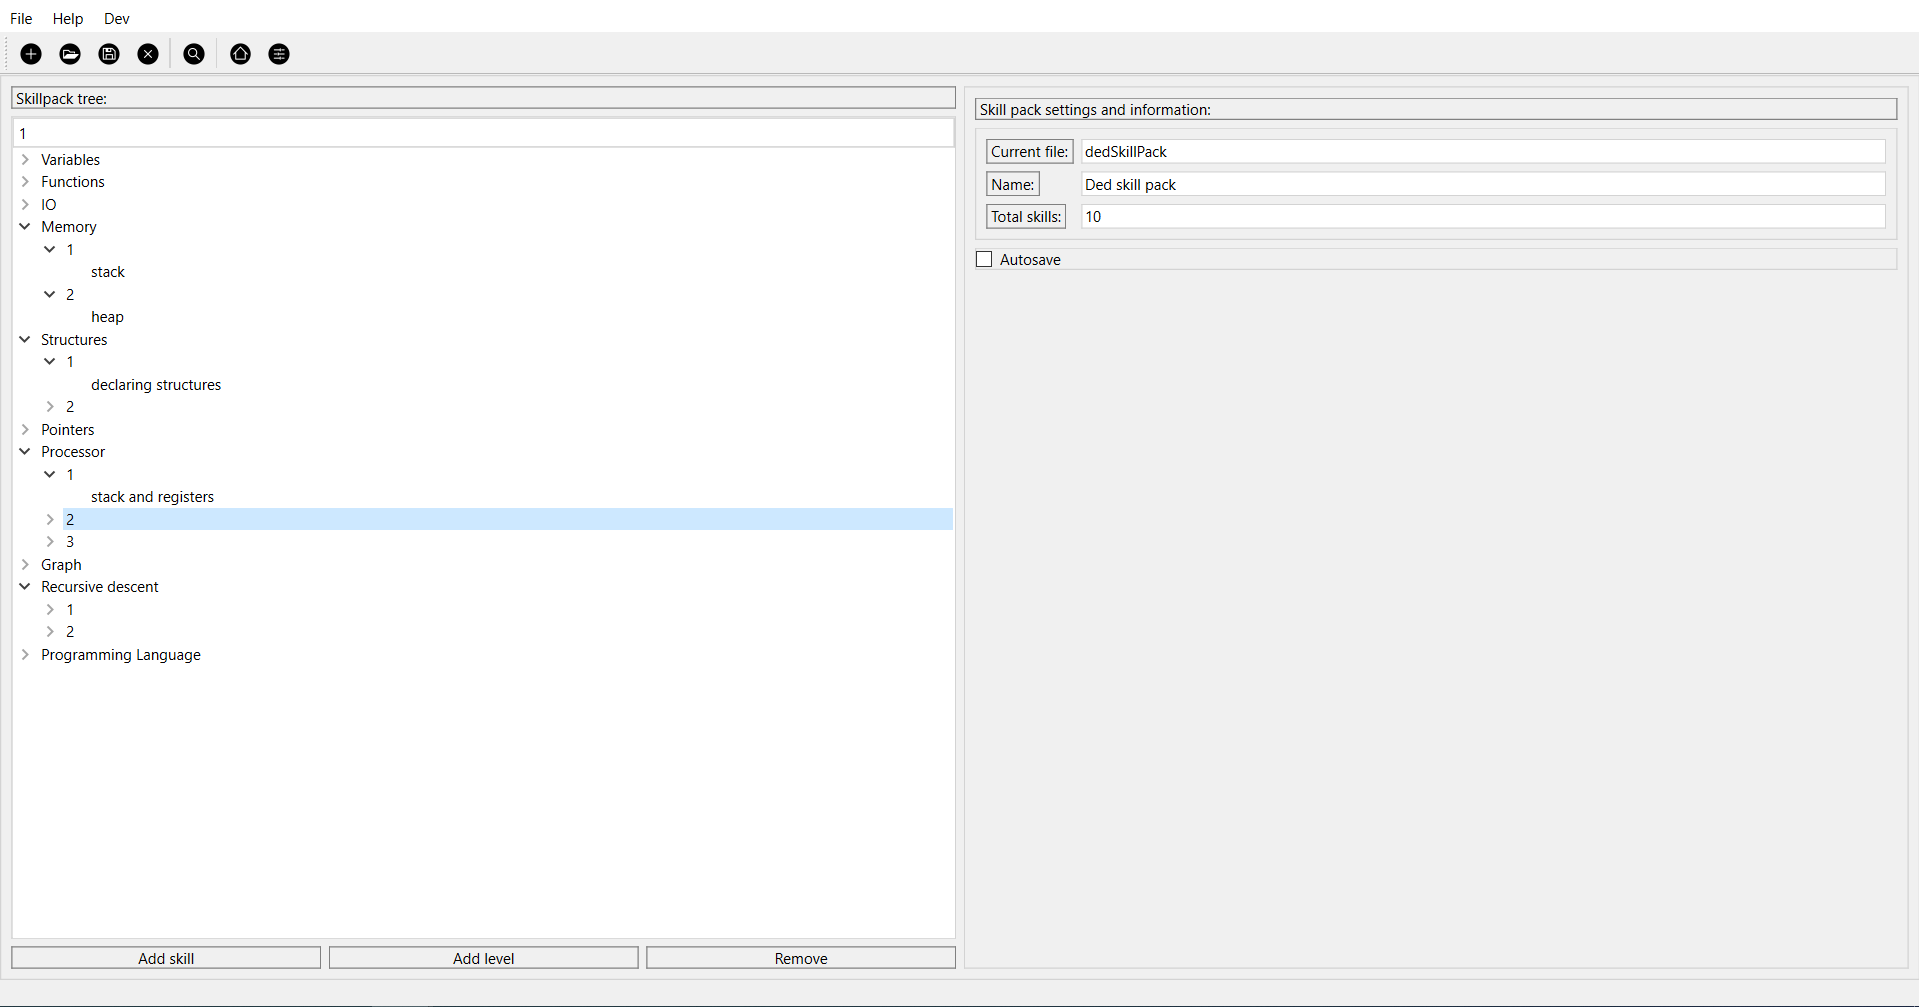 File Help Dev
Skillpack tree:
1
Variables
Functions
IO
Memory
1
stack
2
heap
Structures
1
declaring structures
2
Pointers
Processor
1
stack and registers
2
3
Graph
Recursive descent
1
2
Programming Language
Add skill Add level Remove
Skill pack settings and information:
Current file: dedSkillPack
Name: Ded skill pack
Total skills: 10
Autosave